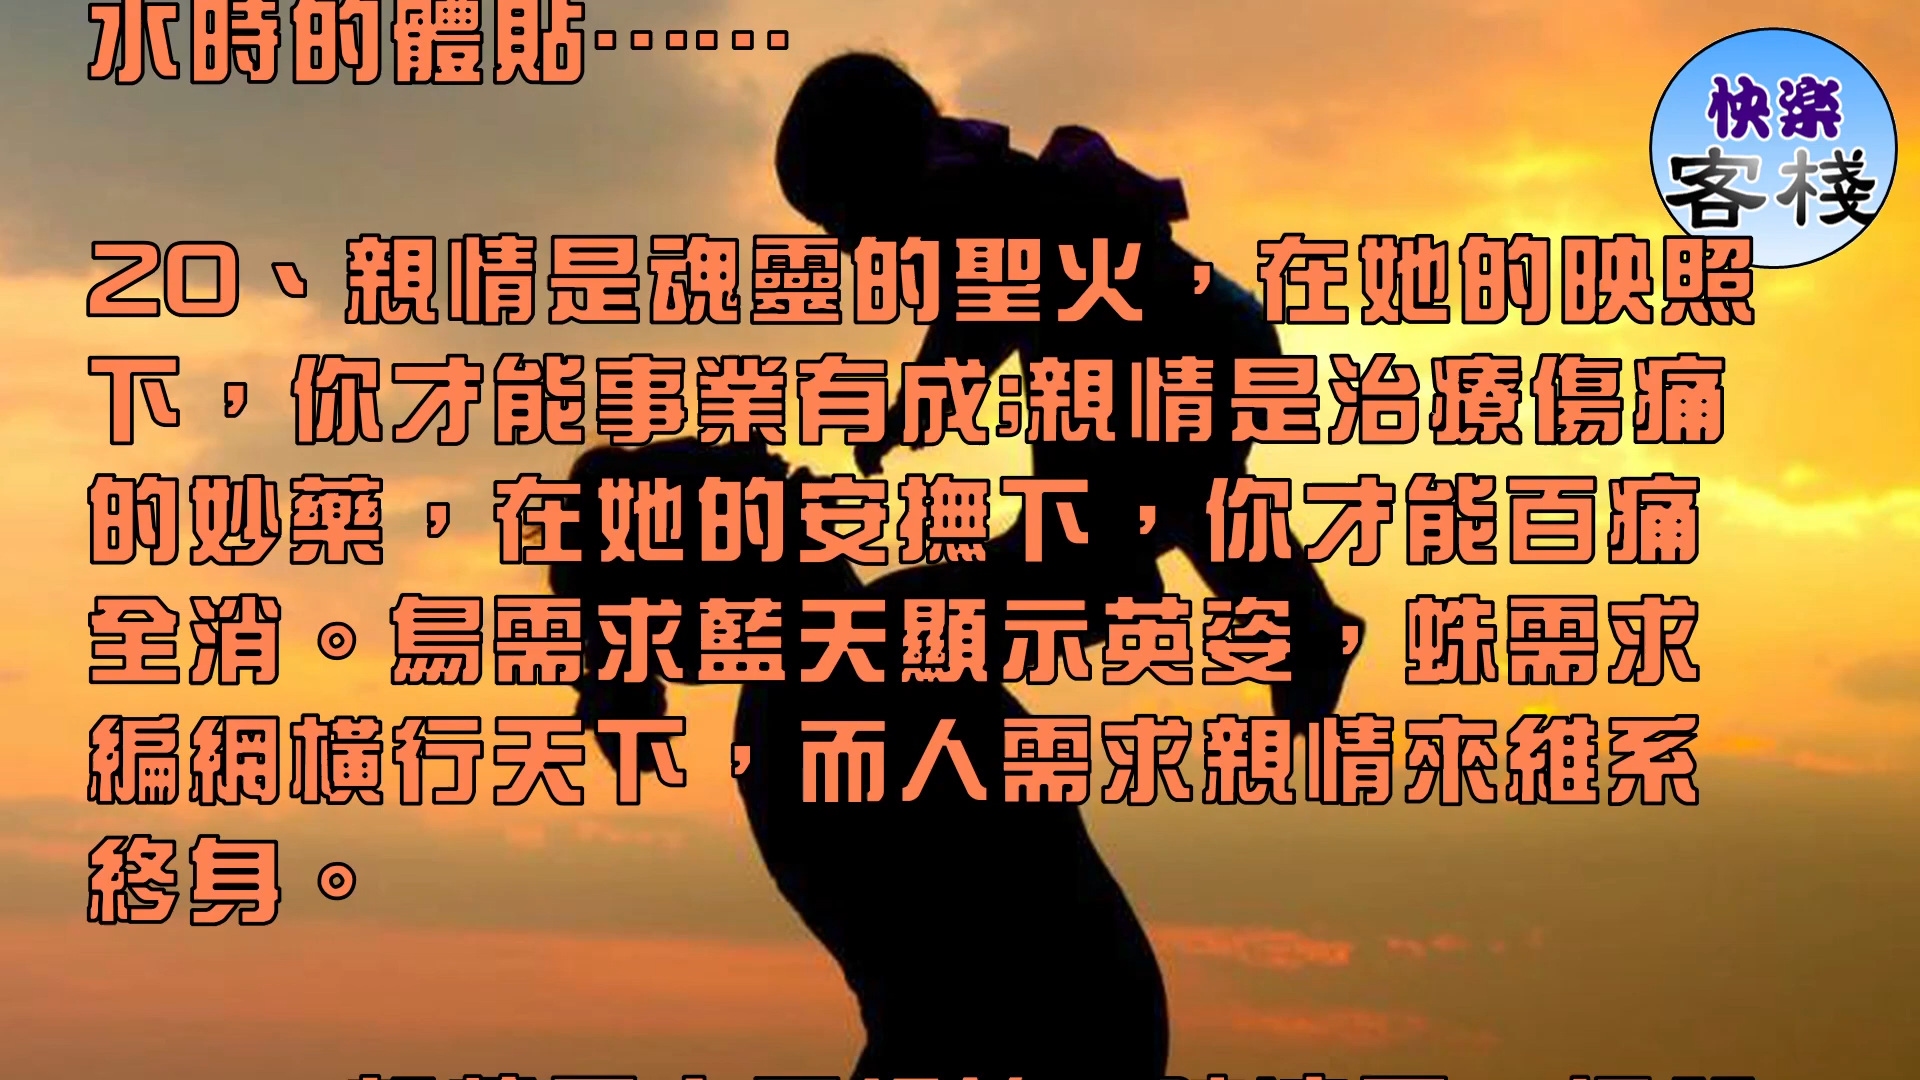 水時的體貼……
快樂
客棧
20、親情是魂靈的聖火，在她的映照
下，你才能事業有成;親情是治療傷痛
的妙藥，在她的安撫下，你才能百痛
全消。鳥需求藍天顯示英姿，蛛需求
編網橫行天下，而人需求親情來維系
終身。